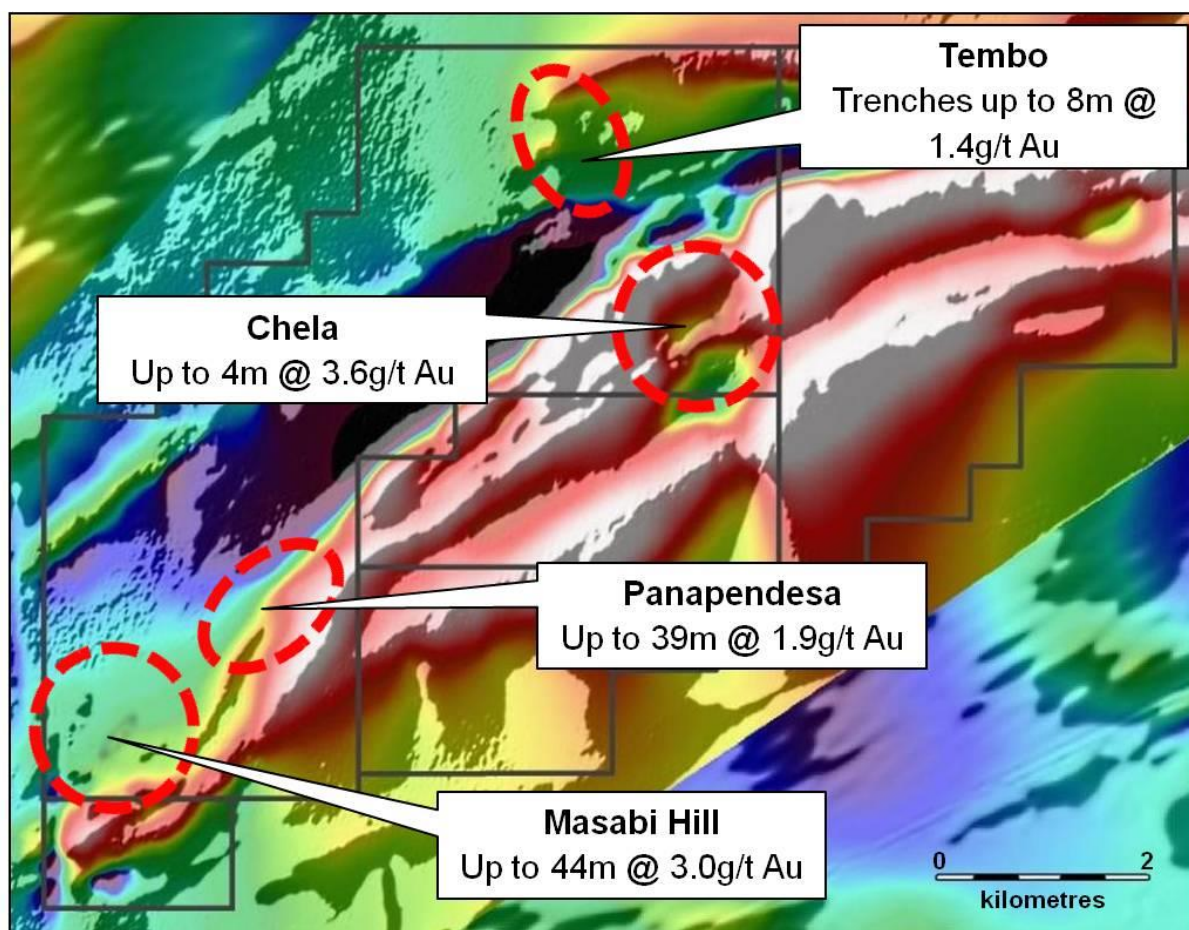 Tembo
Trenches up to 8m @
1.4g/t Au
Chela
Up to 4m @ 3.6g/t Au
Panapendesa
Up to 39m @ 1.9g/t Au
Masabi Hill
Up to 44m @ 3.0g/t Au
0 2
kilometres